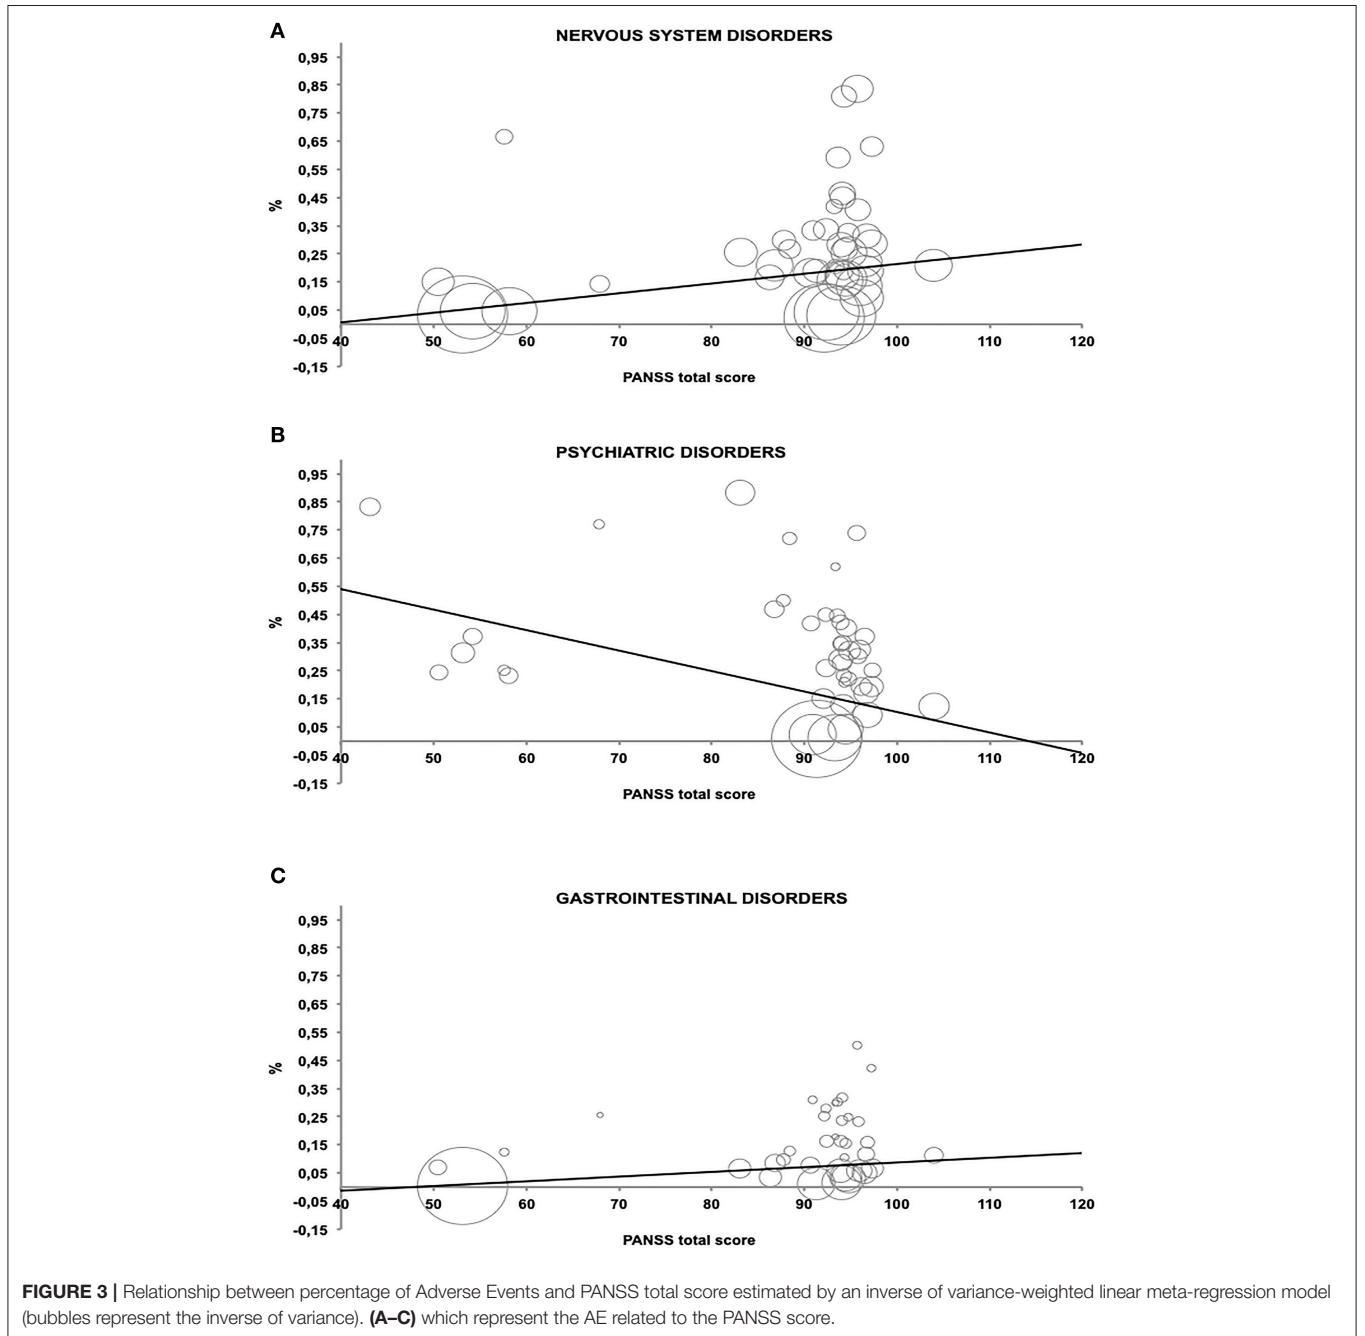 A
NERVOUS SYSTEM DISORDERS
0,95
0,85
0,75
0,65
0,55
0,45
0,35
0,25
0,15
0,05
-0,05
-0,15
%
40 50 60 70 80 90 100 110 120
PANSS total score
B
PSYCHIATRIC DISORDERS
0,95
0,85
0,75
0,65
0,55
0,45
0,35
0,25
0,15
0,05
-0,05
-0,15
%
40 50 60 70 80 90 100 110 120
PANSS total score
C
GASTROINTESTINAL DISORDERS
0,95
0,85
0,75
0,65
0,55
0,45
0,35
0,25
0,15
0,05
-0,05
-0,15
%
40 50 60 70 80 90 100 110 120
PANSS total score
FIGURE 3 | Relationship between percentage of Adverse Events and PANSS total score estimated by an inverse of variance-weighted linear meta-regression model
(bubbles represent the inverse of variance). (A–C) which represent the AE related to the PANSS score.